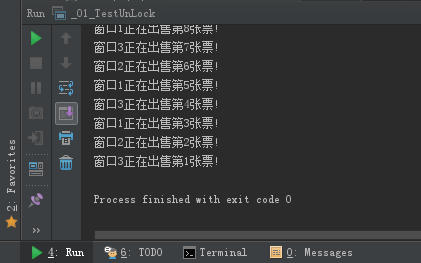 Run _01_TestUnLock
窗口1正在出售第8张票!
窗口3正在出售第7张票!
窗口2正在出售第6张票!
窗口1正在出售第5张票!
窗口3正在出售第4张票!
窗口1正在出售第3张票!
窗口2正在出售第2张票!
窗口3正在出售第1张票!
Process finished with exit code 0
2: Favorites
4: Run 6: TODO Terminal 0: Messages